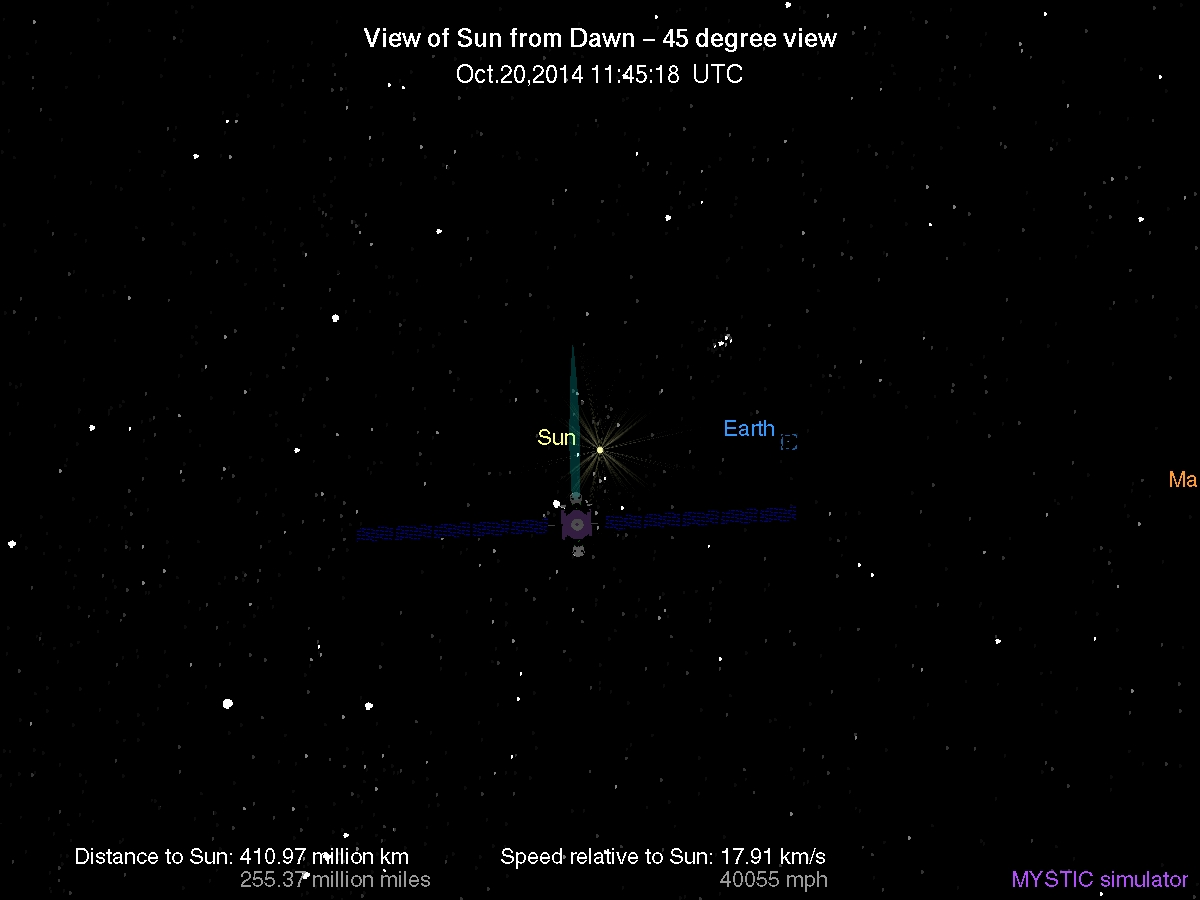 View of Sun from Dawn – 45 degree view
Oct.20,2014 11:45:18 UTC
Sun
Earth
Ma
Distance to Sun: 410.97 million km
255.37 million miles
Speed relative to Sun: 17.91 km/s
40055 mph
MYSTIC simulator